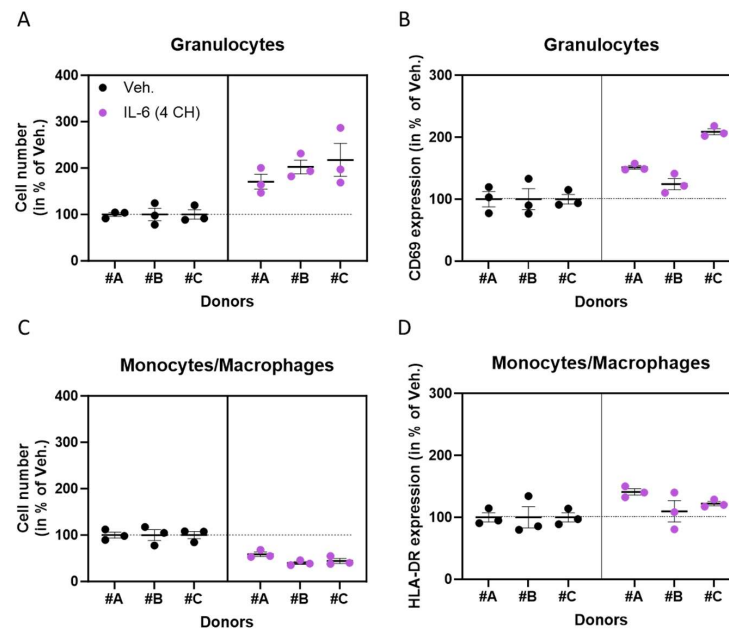 A
Granulocytes
Cell number
(in % of Veh.)
400
300
200
100
0
Veh.
IL-6 (4 CH)
#A #B #C #A #B #C
Donors
B
Granulocytes
CD69 expression (in % of Veh.)
300
200
100
0
#A #B #C #A #B #C
Donors
C
Monocytes/Macrophages
Cell number
(in % of Veh.)
400
300
200
100
0
#A #B #C #A #B #C
Donors
D
Monocytes/Macrophages
HLA-DR expression (in % of Veh.)
300
200
100
0
#A #B #C #A #B #C
Donors